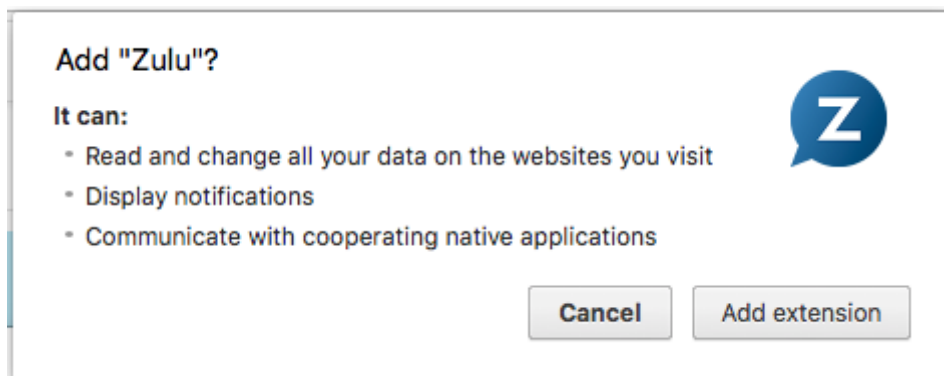 Add "Zulu"?
It can:
Read and change all your data on the websites you visit
Display notifications
Communicate with cooperating native applications
Z
Cancel
Add extension